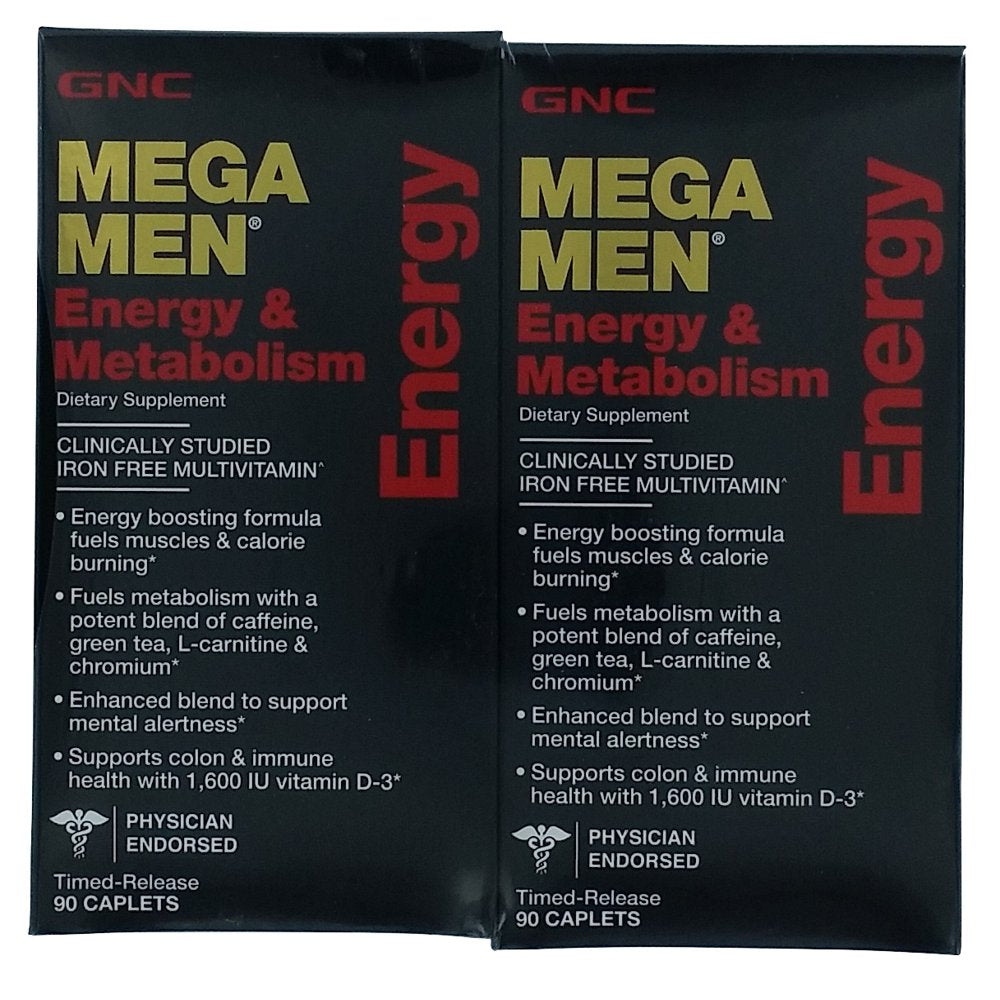 GNC
MEGA
MEN®
Energy &
Metabolism
Dietary Supplement
CLINICALLY STUDIED
IRON FREE MULTIVITAMIN^
• Energy boosting formula
fuels muscles & calorie
burning*
• Fuels metabolism with a
potent blend of caffeine,
green tea, L-carnitine &
chromium*
• Enhanced blend to support
mental alertness*
• Supports colon & immune
health with 1,600 IU vitamin D-3*
PHYSICIAN
ENDORSED
Timed-Release
90 CAPLETS
Energy
GNC
MEGA
MEN®
Energy &
Metabolism
Dietary Supplement
CLINICALLY STUDIED
IRON FREE MULTIVITAMIN^
• Energy boosting formula
fuels muscles & calorie
burning*
• Fuels metabolism with a
potent blend of caffeine,
green tea, L-carnitine &
chromium*
• Enhanced blend to support
mental alertness*
• Supports colon & immune
health with 1,600 IU vitamin D-3*
PHYSICIAN
ENDORSED
Timed-Release
90 CAPLETS
Energy